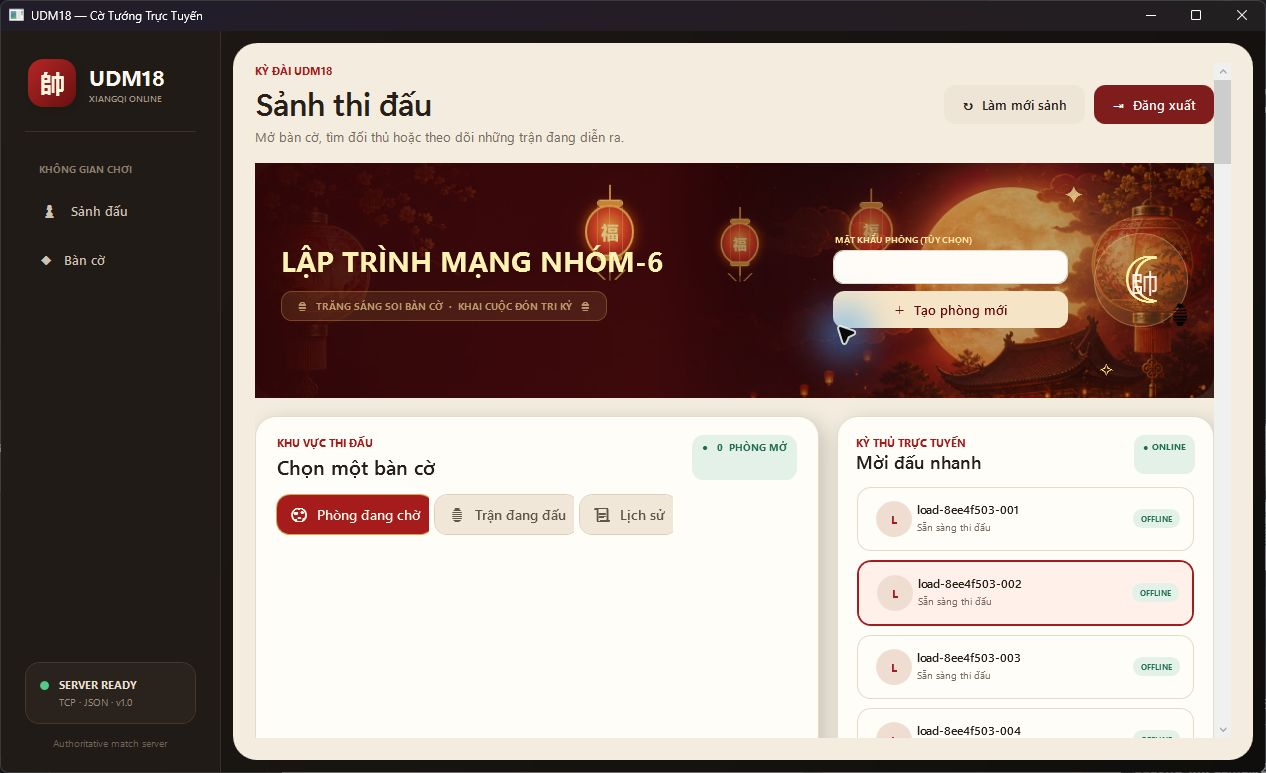 UDM18 — Cờ Tướng Trực Tuyến
帥
UDM18
XIANGQI ONLINE
KHÔNG GIAN CHƠI
Sảnh đấu
Bàn cờ
SERVER READY
TCP · JSON · v1.0
Authoritative match server
KỲ ĐÀI UDM18
Sảnh thi đấu
Mở bàn cờ, tìm đối thủ hoặc theo dõi những trận đang diễn ra.
Làm mới sảnh
Đăng xuất
福
福
福
LẬP TRÌNH MẠNG NHÓM-6
TRĂNG SÁNG SOI BÀN CỜ · KHAI CUỘC ĐÓN TRI KỶ
MẬT KHẨU PHÒNG (TÙY CHỌN)
+ Tạo phòng mới
帥
KHU VỰC THI ĐẤU
Chọn một bàn cờ
• 0 PHÒNG MỞ
Phòng đang chờ
Trận đang đấu
Lịch sử
KỲ THỦ TRỰC TUYẾN
Mời đấu nhanh
• ONLINE
L
load-8ee4f503-001
Sẵn sàng thi đấu
OFFLINE
L
load-8ee4f503-002
Sẵn sàng thi đấu
OFFLINE
L
load-8ee4f503-003
Sẵn sàng thi đấu
OFFLINE
load-8ee4f503-004